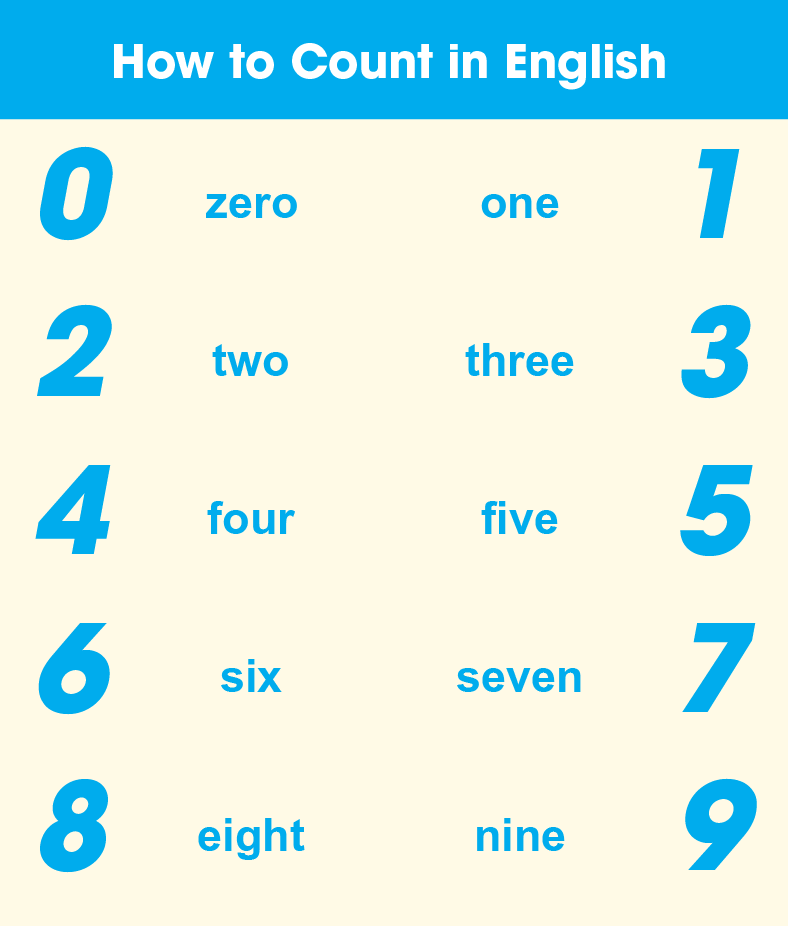 How to Count in English
0 zero one 1
2 two three 3
4 four five 5
6 six seven 7
8 eight nine 9